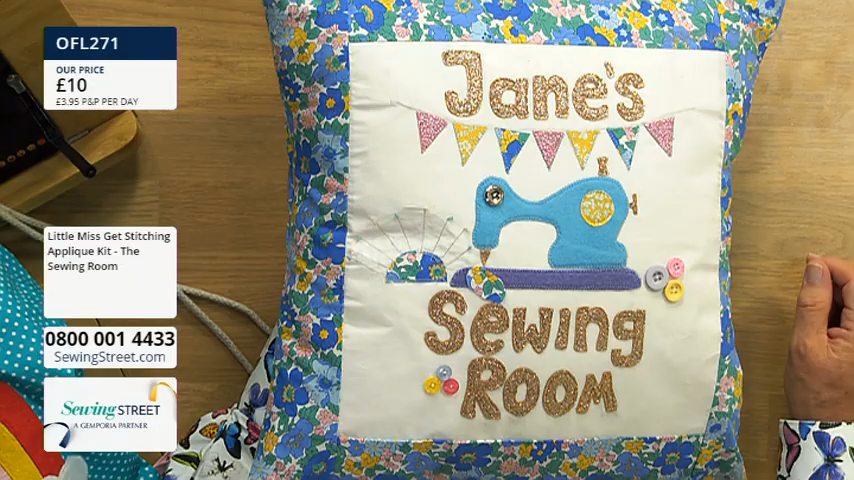 OFL271
OUR PRICE
£10
£3.95 P&P PER DAY
Little Miss Get Stitching
Applique Kit - The
Sewing Room
0800 001 4433
SewingStreet.com
Sewing STREET
A GEMPORIA PARTNER
Jane's
Sewing
Room